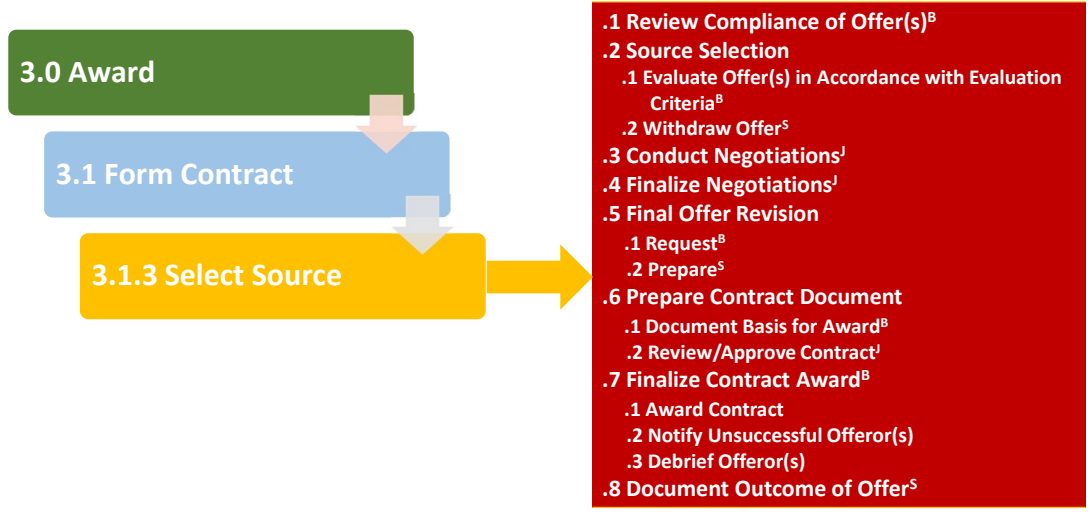 3.0 Award
3.1 Form Contract
3.1.3 Select Source
.1 Review Compliance of Offer(s)ᴮ
.2 Source Selection
.1 Evaluate Offer(s) in Accordance with Evaluation
Criteriaᴮ
.2 Withdraw Offerˢ
.3 Conduct Negotiationsᴶ
.4 Finalize Negotiationsᴶ
.5 Final Offer Revision
.1 Requestᴮ
.2 Prepareˢ
.6 Prepare Contract Document
.1 Document Basis for Awardᴮ
.2 Review/Approve Contractᴶ
.7 Finalize Contract Awardᴮ
.1 Award Contract
.2 Notify Unsuccessful Offeror(s)
.3 Debrief Offeror(s)
.8 Document Outcome of Offerˢ